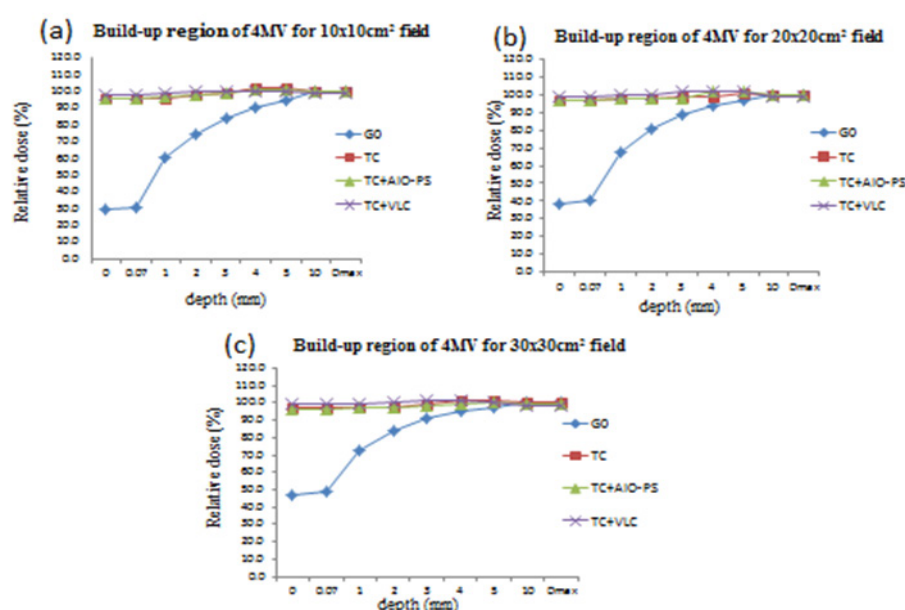 (a)
Build-up region of 4MV for 10x10cm² field
Relative dose (%)
120.0
110.0
100.0
90.0
80.0
70.0
60.0
50.0
40.0
30.0
20.0
10.0
0.0
0 0.07 1 2 3 4 5 10 Dmax
depth (mm)
G0
TC
TC+AIO-PS
TC+VLC
(b)
Build-up region of 4MV for 20x20cm² field
Relative dose (%)
120.0
110.0
100.0
90.0
80.0
70.0
60.0
50.0
40.0
30.0
20.0
10.0
0.0
0 0.07 1 2 3 4 5 10 Dmax
depth (mm)
G0
TC
TC+AIO-PS
TC+VLC
(c)
Build-up region of 4MV for 30x30cm² field
Relative dose (%)
120.0
110.0
100.0
90.0
80.0
70.0
60.0
50.0
40.0
30.0
20.0
10.0
0.0
0 0.07 1 2 3 4 5 10 Dmax
depth (mm)
G0
TC
TC+AIO-PS
TC+VLC